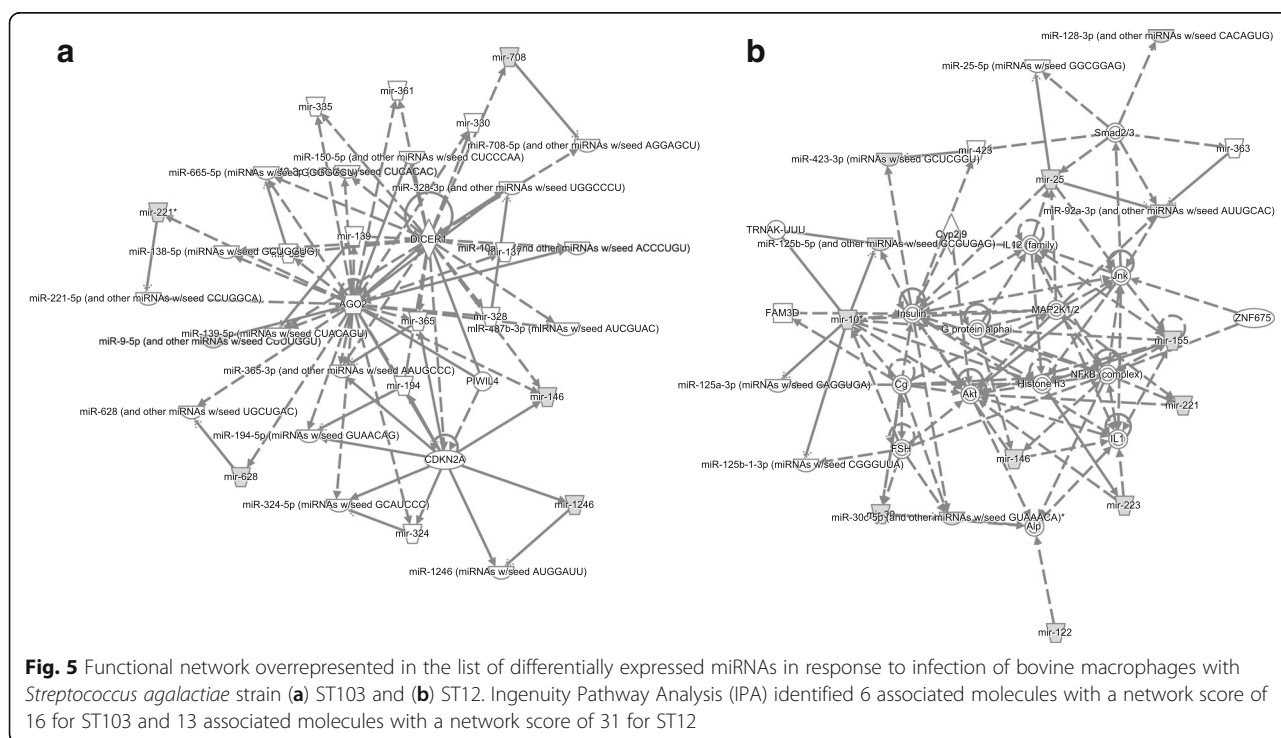 a
mir-708
mir-361
mir-335
mir-330
miR-708-5p (and other miRNAs w/seed AGGAGCU)
miR-150-5p (and other miRNAs w/seed CUCCCAA)
miR-665-5p (miRNAs w/seed
CUCACAC)
miR-328-3p (and other miRNAs w/seed UGGCCCU)
mir-221*
mir-139
DICER1
miR-138-5p (miRNAs w/seed GCUGGUG)
miR-10a
(and other miRNAs w/seed ACCCUGU)
mir-137
miR-221-5p (and other miRNAs w/seed CCUGGCA)
AGO2
mir-365
mir-328
miR-487b-3p (miRNAs w/seed AUCGUAC)
miR-139-5p (miRNAs w/seed CUACAGU)
miR-9-5p (and other miRNAs w/seed CUUUGGU)
miR-365-3p (and other miRNAs w/seed AAUGCCC)
mir-194
PIWIL4
mir-146
miR-628 (and other miRNAs w/seed UGCUGAC)
miR-194-5p (miRNAs w/seed GUAACAG)
CDKN2A
mir-628
miR-324-5p (miRNAs w/seed GCAUCCC)
mir-1246
mir-324
miR-1246 (miRNAs w/seed AUGGAUU)
b
miR-128-3p (and other miRNAs w/seed CACAGUG)
miR-25-5p (miRNAs w/seed GGCGGAG)
Smad2/3
mir-423
mir-363
miR-423-3p (miRNAs w/seed GCUCGGU)
mir-25
miR-92a-3p (and other miRNAs w/seed AUUGCAC)
TRNAK-UUU
Cyp2j9
miR-125b-5p (and other miRNAs w/seed CCCUGAG)
IL12 (family)
Jnk
FAM3D
mir-10*
Insulin
MAP2K1/2
G protein alphai
ZNF675
mir-155
miR-125a-3p (miRNAs w/seed CAGGUGA)
Cg
Akt
Histone h3
NFkB (complex)
mir-221
FSH
IL1
miR-125b-1-3p (miRNAs w/seed CGGGUUA)
mir-146
mir-223
mir-30
miR-30c-5p (and other miRNAs w/seed GUAAACA)*
Alp
mir-122
Fig. 5 Functional network overrepresented in the list of differentially expressed miRNAs in response to infection of bovine macrophages with
Streptococcus agalactiae strain (a) ST103 and (b) ST12. Ingenuity Pathway Analysis (IPA) identified 6 associated molecules with a network score of
16 for ST103 and 13 associated molecules with a network score of 31 for ST12